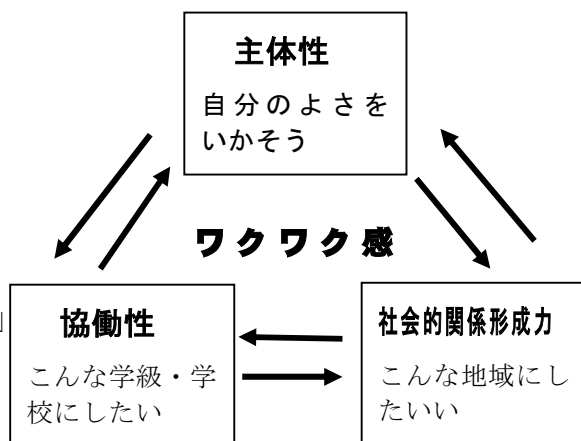 主体性
自分のよさを
いかそう
ワクワク感
」
協働性
こんな学級・学
校にしたい
社会的関係形成力
こんな地域にし
たいい